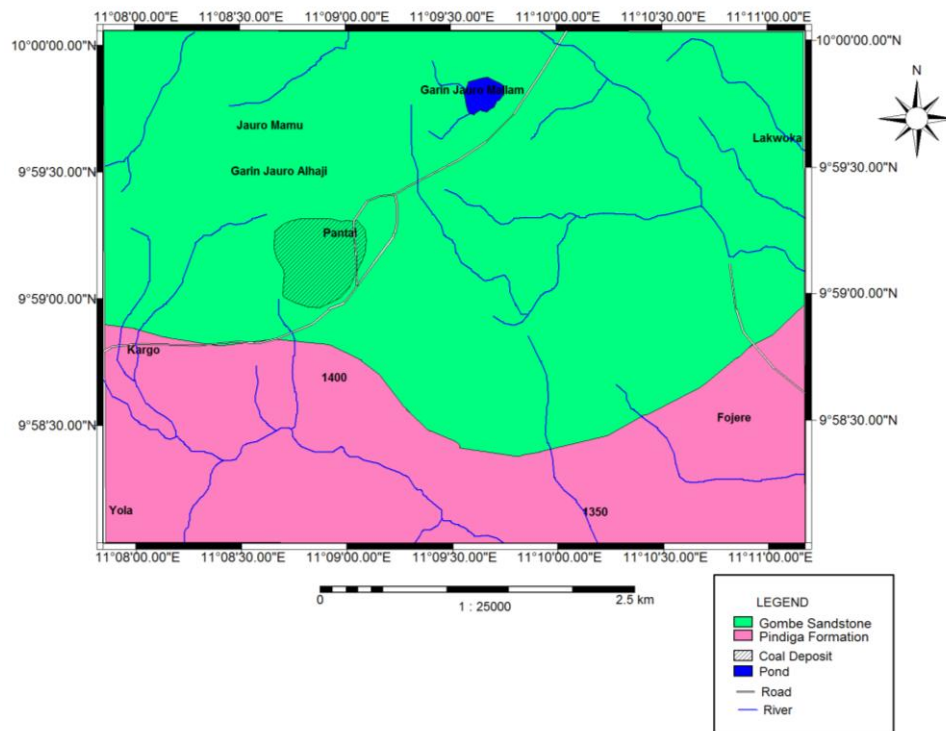 11°08'00.00"E 11°08'30.00"E 11°09'00.00"E 11°09'30.00"E 11°10'00.00"E 11°10'30.00"E 11°11'00.00"E
10°00'00.00"N 10°00'00.00"N
N
Garin Jauro Mallam
Jauro Mamu
Lakwoka
9°59'30.00"N 9°59'30.00"N
Garin Jauro Alhaji
Pantal
9°59'00.00"N 9°59'00.00"N
Kargo
1400
9°58'30.00"N 9°58'30.00"N
Fojere
Yola
1350
11°08'00.00"E 11°08'30.00"E 11°09'00.00"E 11°09'30.00"E 11°10'00.00"E 11°10'30.00"E 11°11'00.00"E
0 2.5 km
1 : 25000
LEGEND
Gombe Sandstone
Pindiga Formation
Coal Deposit
Pond
Road
River